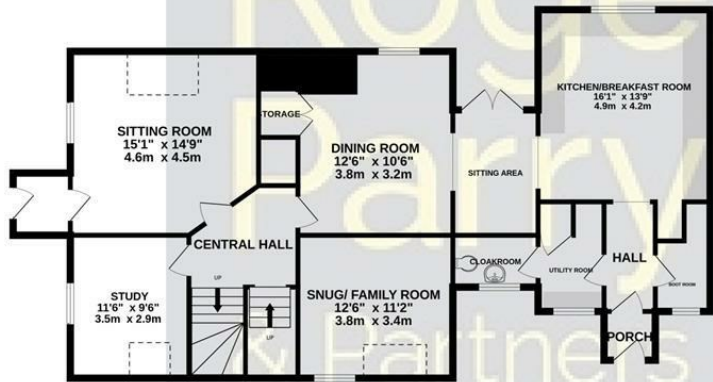 Roger
Parry
& Partners
KITCHEN/BREAKFAST ROOM
16'1" x 13'9"
4.9m x 4.2m
SITTING ROOM
15'1" x 14'9"
4.6m x 4.5m
STORAGE
DINING ROOM
12'6" x 10'6"
3.8m x 3.2m
SITTING AREA
CENTRAL HALL
UP
UP
STUDY
11'6" x 9'6"
3.5m x 2.9m
SNUG/ FAMILY ROOM
12'6" x 11'2"
3.8m x 3.4m
CLOAKROOM
UTILITY ROOM
HALL
BOOT ROOM
PORCH